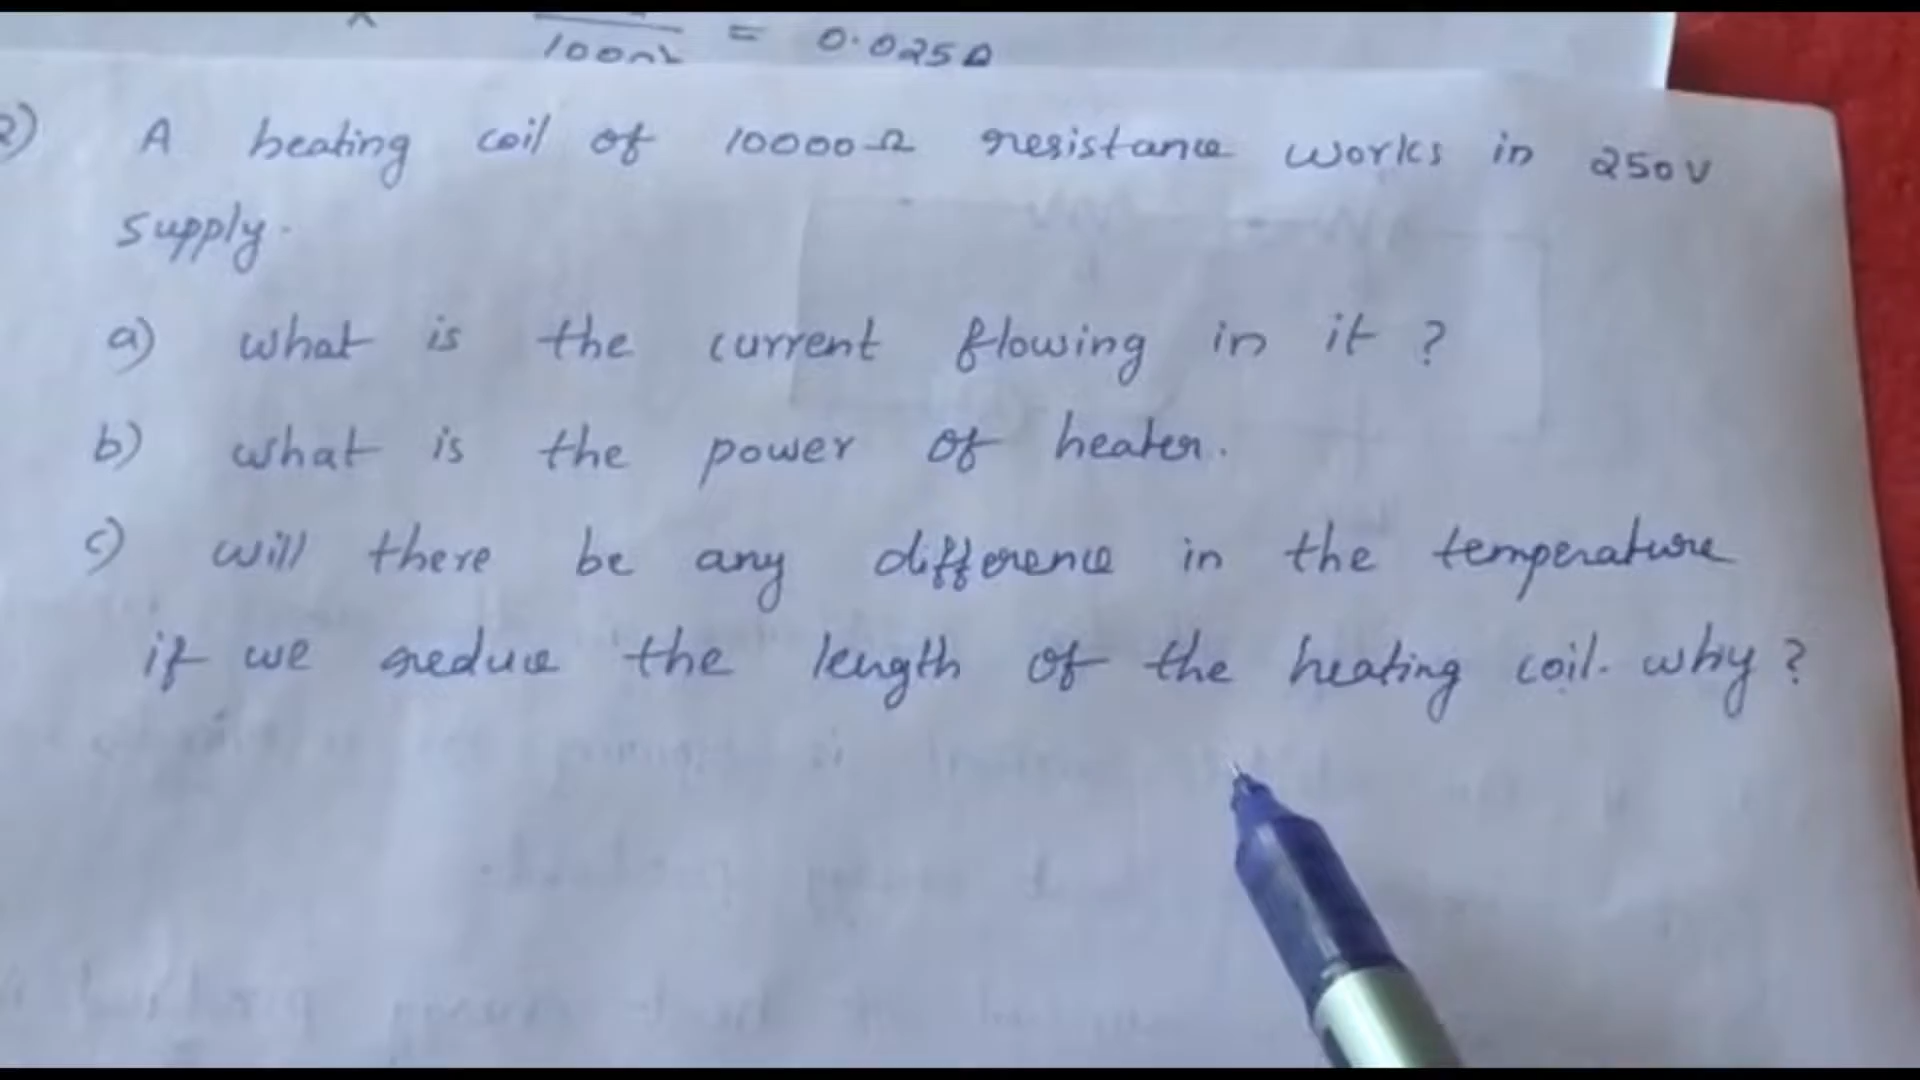 = 0.025A
2) A heating coil of 10000Ω resistance works in 250V
supply.
a) what is the current flowing in it ?
b) what is the power of heater.
c) will there be any difference in the temperature
if we reduce the length of the heating coil. why ?